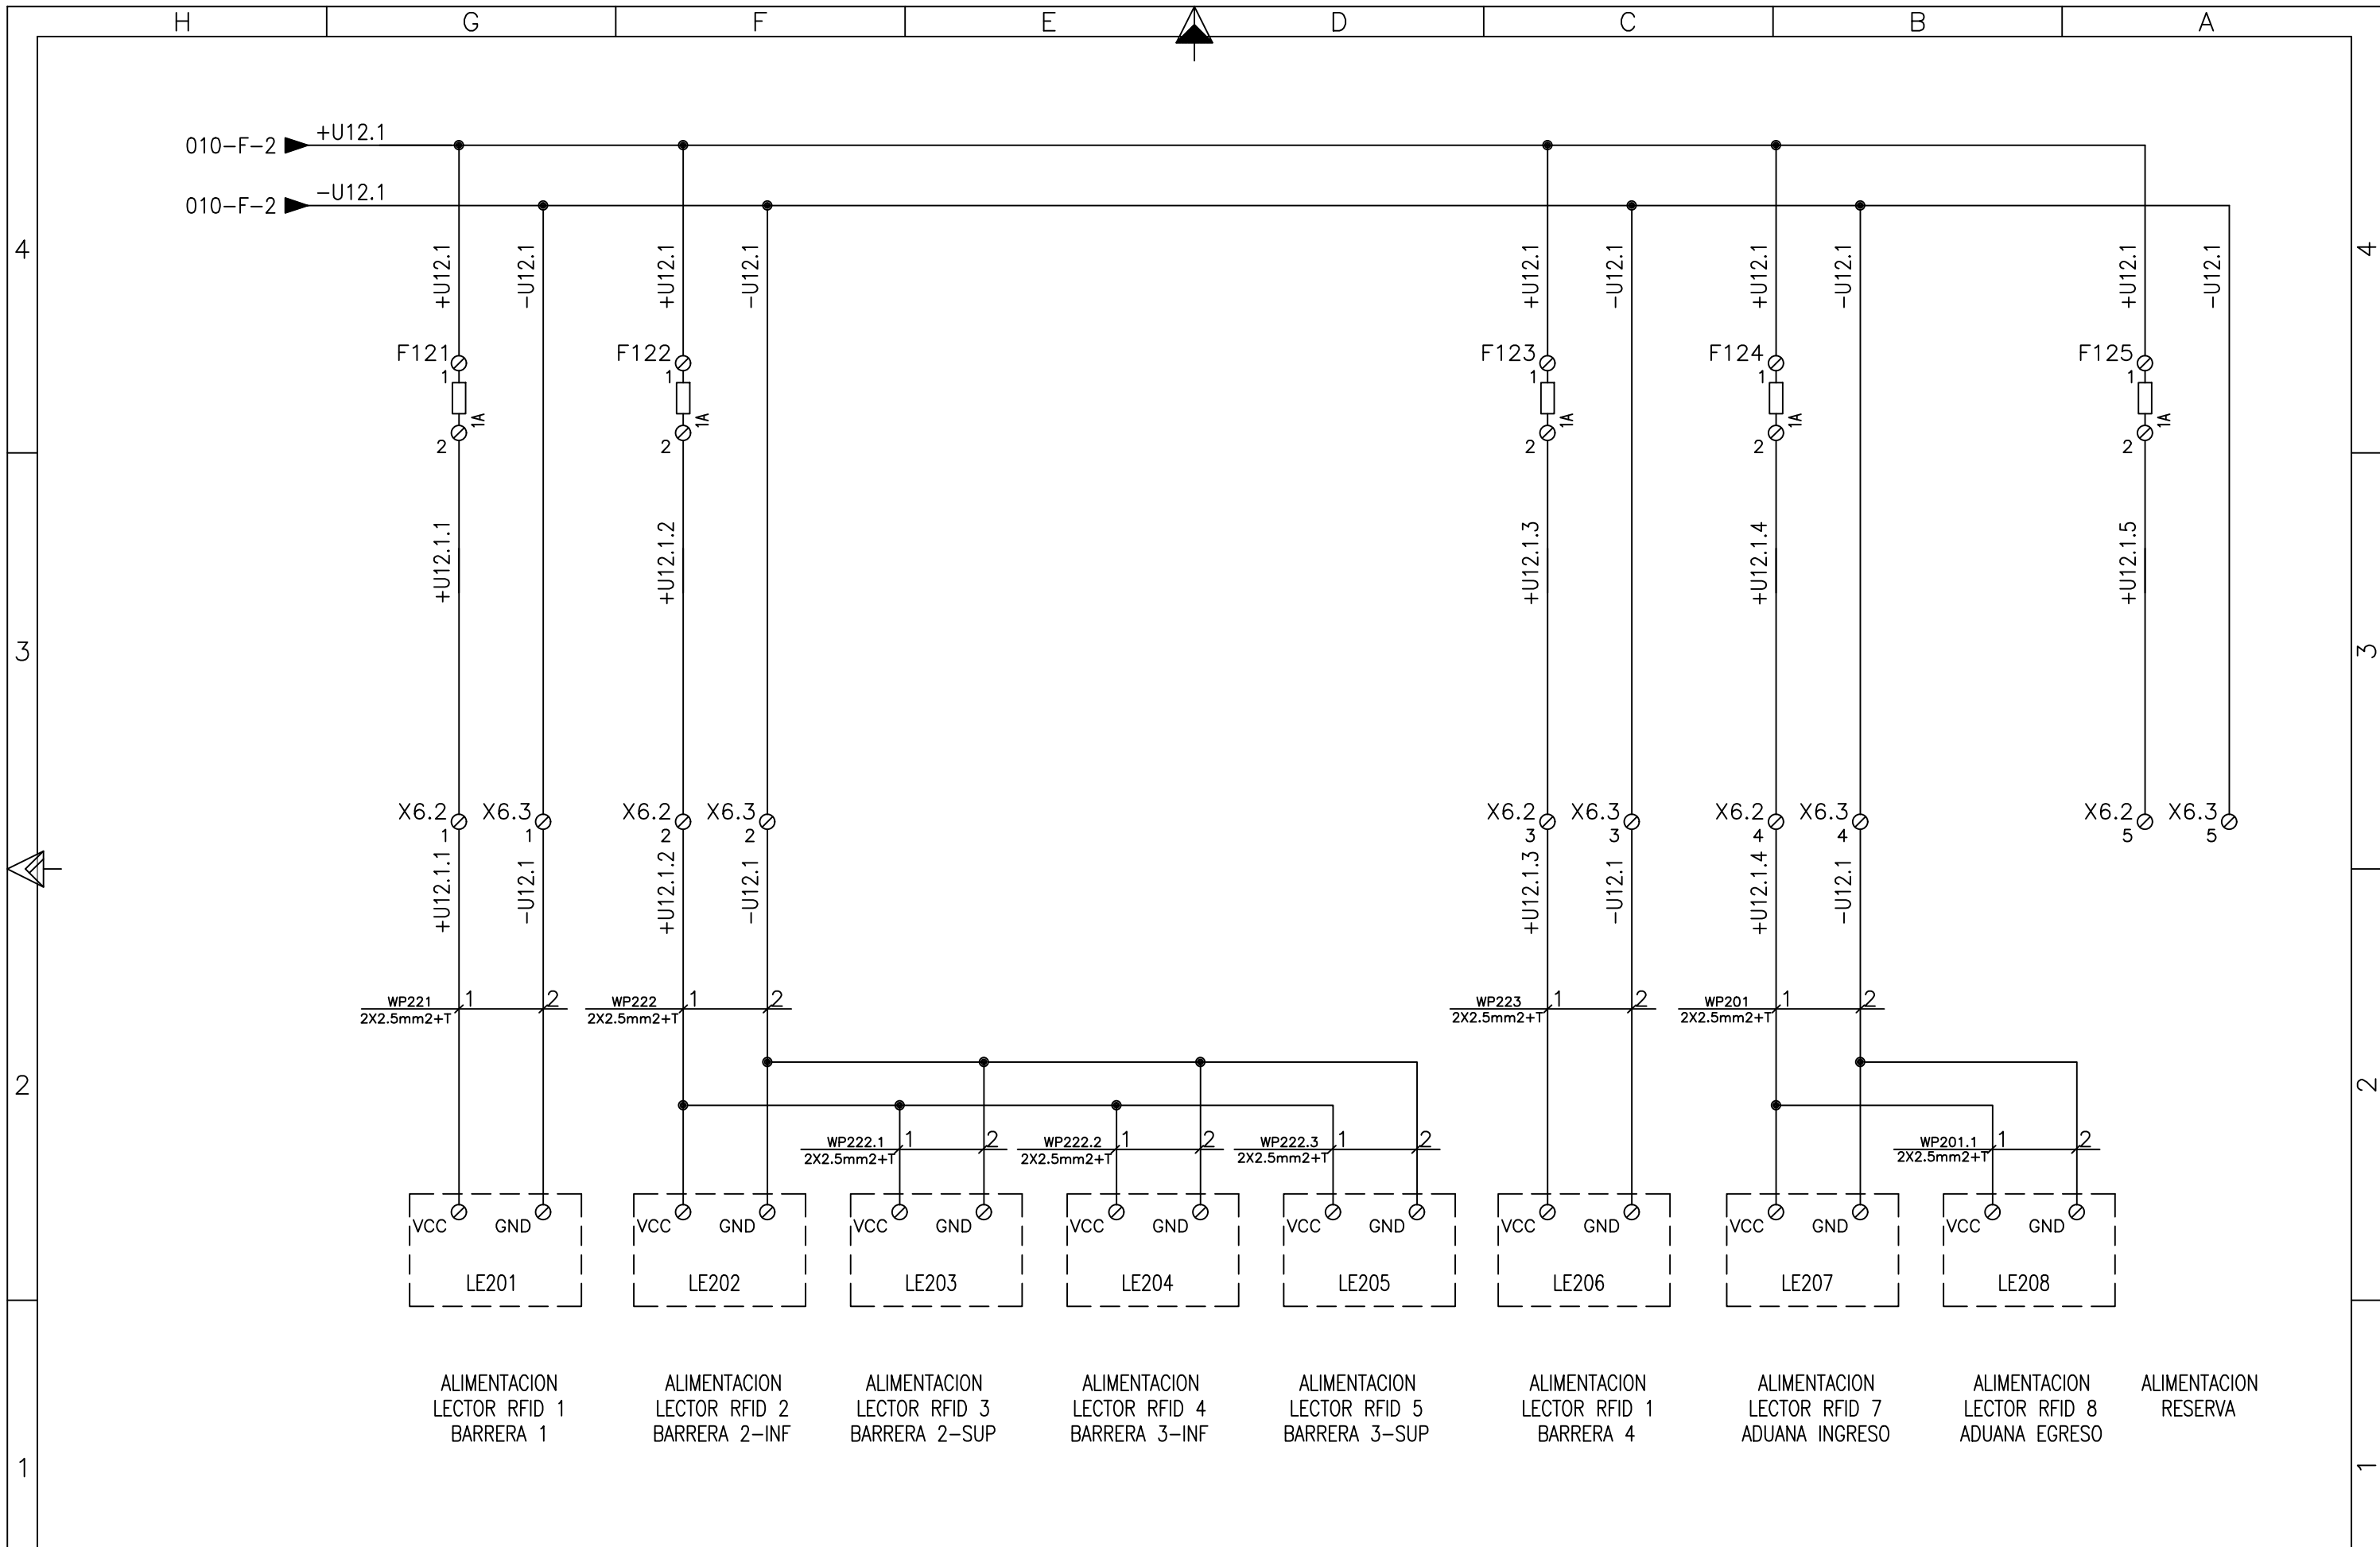 H G F E D C B A
010-F-2 +U12.1
010-F-2 -U12.1
4 4
+U12.1 -U12.1 +U12.1 -U12.1 +U12.1 -U12.1 +U12.1 -U12.1 +U12.1 -U12.1
F121 F122 F123 F124 F125
1 1 1 1 1
1A 1A 1A 1A 1A
2 2 2 2 2
+U12.1.1 +U12.1.2 +U12.1.3 +U12.1.4 +U12.1.5
3 3
X6.2 X6.3 X6.2 X6.3 X6.2 X6.3 X6.2 X6.3 X6.2 X6.3
1 1 2 2 3 3 4 4 5 5
+U12.1.1 -U12.1 +U12.1.2 -U12.1 +U12.1.3 -U12.1 +U12.1.4 -U12.1
WP221 1 2 WP222 1 2 WP223 1 2 WP201 1 2
2X2.5mm2+T 2X2.5mm2+T 2X2.5mm2+T 2X2.5mm2+T
2 2
WP222.1 1 2 WP222.2 1 2 WP222.3 1 2 WP201.1 1 2
2X2.5mm2+T 2X2.5mm2+T 2X2.5mm2+T 2X2.5mm2+T
VCC GND VCC GND VCC GND VCC GND VCC GND VCC GND VCC GND VCC GND
LE201 LE202 LE203 LE204 LE205 LE206 LE207 LE208
ALIMENTACION
LECTOR RFID 1
BARRERA 1
ALIMENTACION
LECTOR RFID 2
BARRERA 2-INF
ALIMENTACION
LECTOR RFID 3
BARRERA 2-SUP
ALIMENTACION
LECTOR RFID 4
BARRERA 3-INF
ALIMENTACION
LECTOR RFID 5
BARRERA 3-SUP
ALIMENTACION
LECTOR RFID 1
BARRERA 4
ALIMENTACION
LECTOR RFID 7
ADUANA INGRESO
ALIMENTACION
LECTOR RFID 8
ADUANA EGRESO
ALIMENTACION
RESERVA
1 1